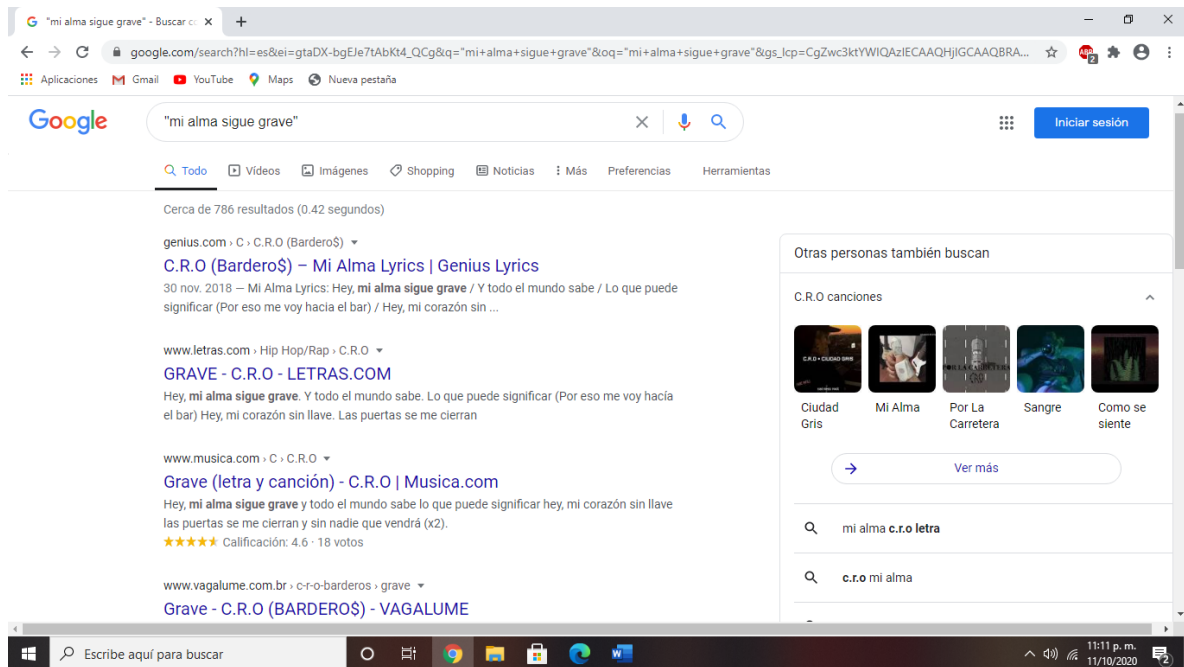 "mi alma sigue grave" - Buscar co
google.com/search?hl=es&ei=gtaDX-bgEJe7tAbKt4_QCg&q="mi+alma+sigue+grave"&oq="mi+alma+sigue+grave"&gs_lcp=CgZwc3ktYWIQAzIECAAQHjIGCAAQBRA...
ABP
2
Aplicaciones Gmail YouTube Maps Nueva pestaña
Google
"mi alma sigue grave"
Iniciar sesión
Todo Vídeos Imágenes Shopping Noticias Más Preferencias Herramientas
Cerca de 786 resultados (0.42 segundos)
genius.com › C › C.R.O (Bardero$)
C.R.O (Bardero$) – Mi Alma Lyrics | Genius Lyrics
30 nov. 2018 — Mi Alma Lyrics: Hey, mi alma sigue grave / Y todo el mundo sabe / Lo que puede
significar (Por eso me voy hacia el bar) / Hey, mi corazón sin ...
www.letras.com › Hip Hop/Rap › C.R.O
GRAVE - C.R.O - LETRAS.COM
Hey, mi alma sigue grave. Y todo el mundo sabe. Lo que puede significar (Por eso me voy hacía
el bar) Hey, mi corazón sin llave. Las puertas se me cierran
www.musica.com › C › C.R.O
Grave (letra y canción) - C.R.O | Musica.com
Hey, mi alma sigue grave y todo el mundo sabe lo que puede significar hey, mi corazón sin llave
las puertas se me cierran y sin nadie que vendrá (x2).
Calificación: 4.6 · 18 votos
www.vagalume.com.br › c-r-o-barderos › grave
Grave - C.R.O (BARDERO$) - VAGALUME
Otras personas también buscan
C.R.O canciones
C.R.O • CIUDAD GRIS
POR LA CARRETERA
CRO
Ciudad Gris
Mi Alma
Por La Carretera
Sangre
Como se siente
Ver más
mi alma c.r.o letra
c.r.o mi alma
Escribe aquí para buscar
11:11 p. m.
11/10/2020
2